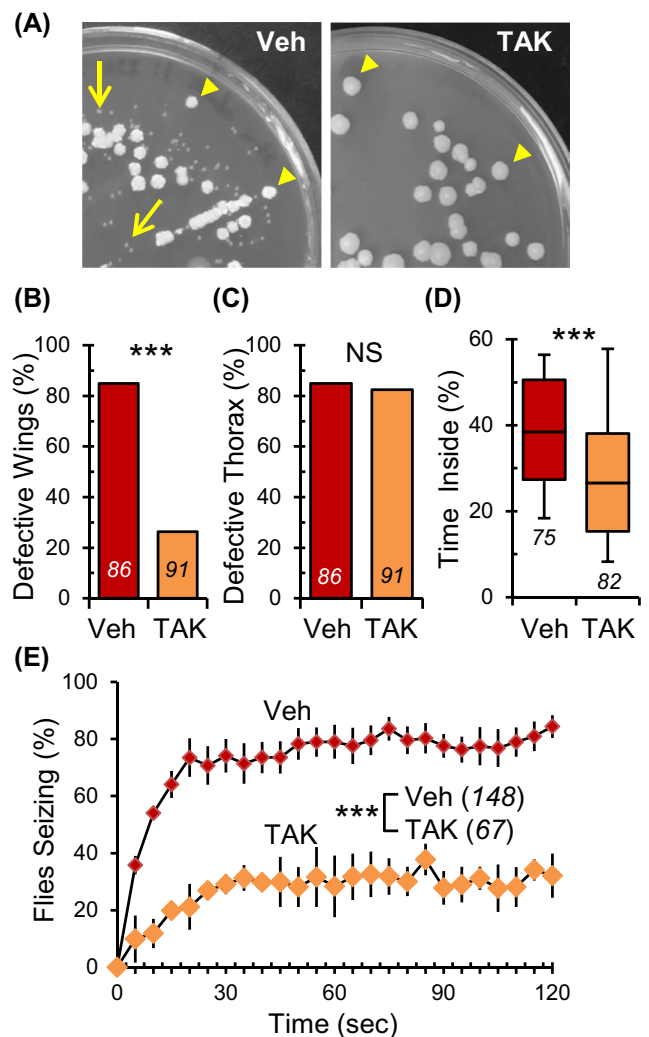 (A)
Veh
TAK
(B)
(C)
(D)
Defective Wings (%)
100
80
60
40
20
0
***
86
91
Veh TAK
Defective Thorax (%)
100
80
60
40
20
0
NS
86
91
Veh TAK
Time Inside (%)
60
40
20
0
***
75
82
Veh TAK
(E)
Flies Seizing (%)
100
80
60
40
20
0
Veh
*** Veh (148)
TAK (67)
TAK
0 30 60 90 120
Time (sec)